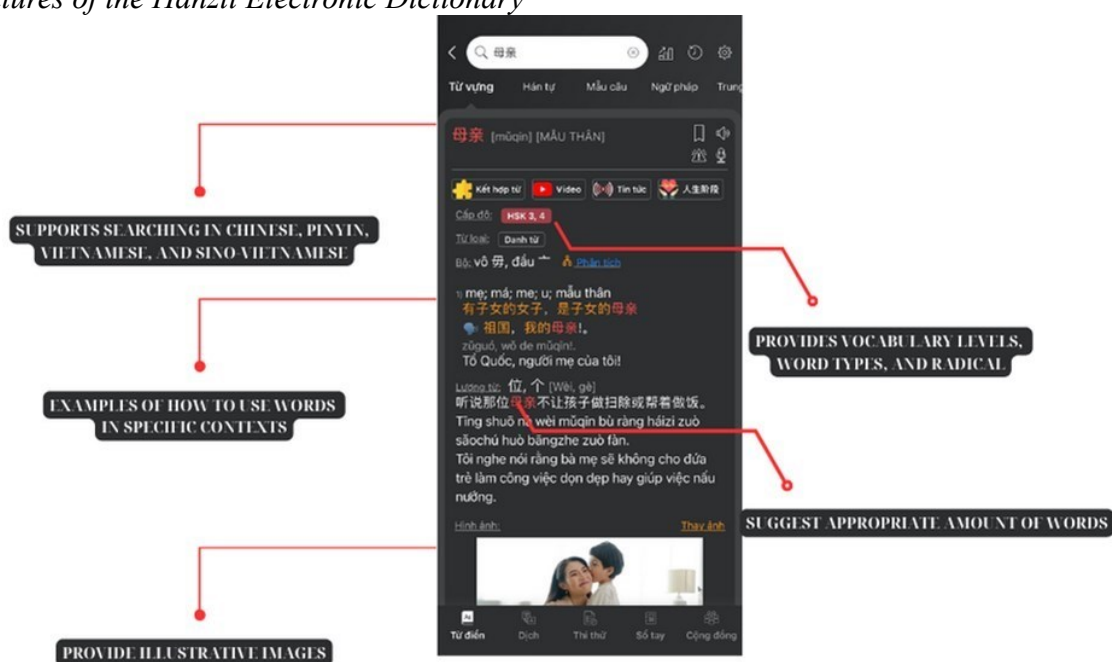 tures of the Hanzii Electronic Dictionary
母亲
Từ vựng Hán tự Mẫu câu Ngữ pháp Trung
母亲 [mǔqin] [MẪU THÂN]
Kết hợp từ Video Tin tức 人生阶段
Cấp độ: HSK 3, 4
Từ loại: Danh từ
Bộ: vô 毋, đầu 亠 Phân tích
1) mẹ; má; me; u; mẫu thân
有子女的女子，是子女的母亲
祖国，我的母亲!。
zǔguó, wǒ de mǔqin!.
Tổ Quốc, người mẹ của tôi!
Lượng từ: 位, 个 [Wèi, gè]
听说那位母亲不让孩子做扫除或帮着做饭。
Tīng shuō nà wèi mǔqīn bù ràng háizi zuò
sǎochú huò bāngzhe zuò fàn.
Tôi nghe nói rằng bà mẹ sẽ không cho đứa
trẻ làm công việc dọn dẹp hay giúp việc nấu
nướng.
Hình ảnh: Thay ảnh
Từ điển Dịch Thi thử Sổ tay Cộng đồng
SUPPORTS SEARCHING IN CHINESE, PINYIN,
VIETNAMESE, AND SINO-VIETNAMESE
EXAMPLES OF HOW TO USE WORDS
IN SPECIFIC CONTEXTS
PROVIDE ILLUSTRATIVE IMAGES
PROVIDES VOCABULARY LEVELS,
WORD TYPES, AND RADICAL
SUGGEST APPROPRIATE AMOUNT OF WORDS